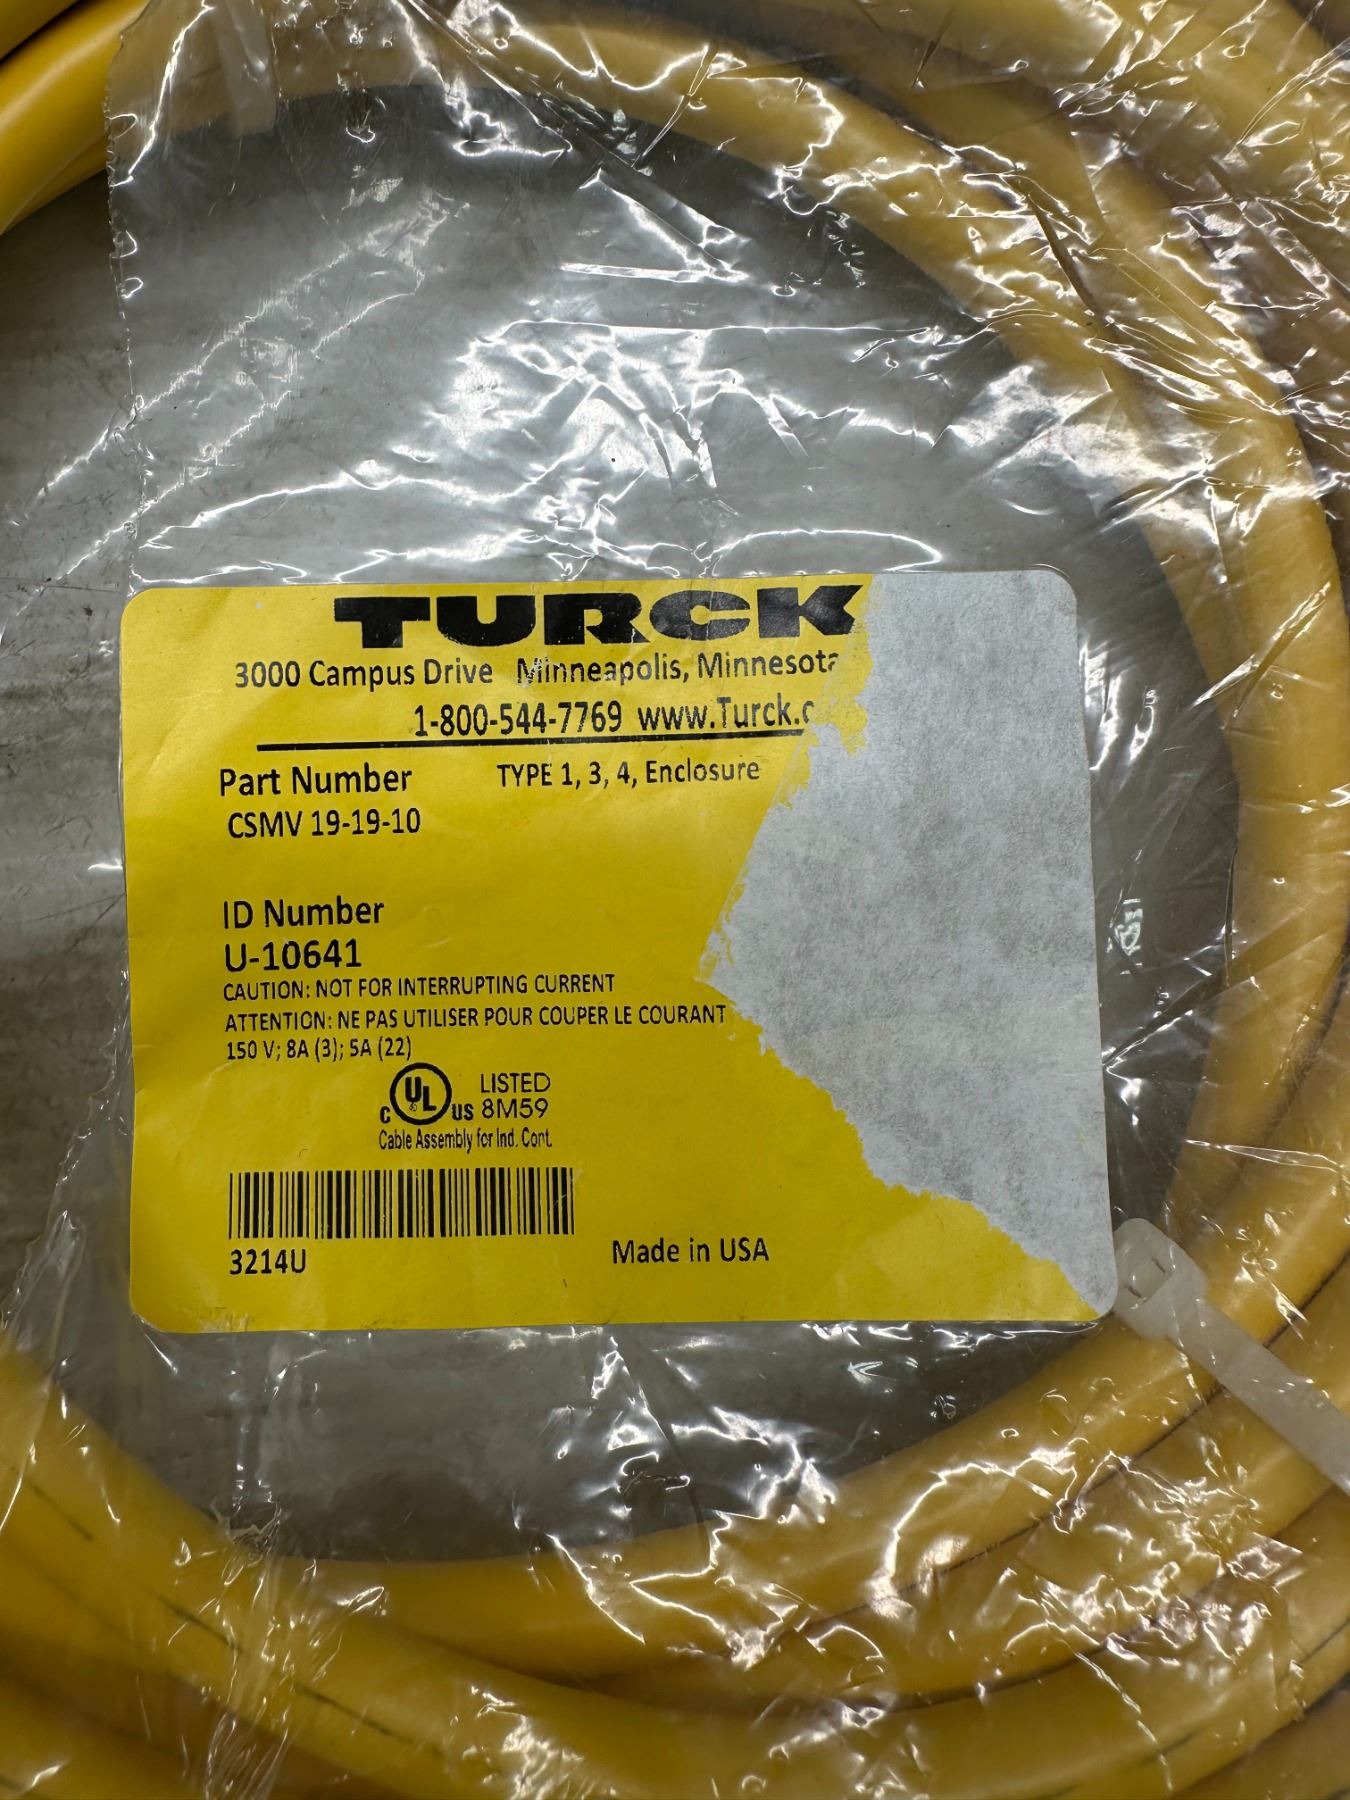 TURCK
3000 Campus Drive Minneapolis, Minnesota
1-800-544-7769 www.Turck.c
Part Number TYPE 1, 3, 4, Enclosure
CSMV 19-19-10
ID Number
U-10641
CAUTION: NOT FOR INTERRUPTING CURRENT
ATTENTION: NE PAS UTILISER POUR COUPER LE COURANT
150 V; 8A (3); 5A (22)
C UL US LISTED
8M59
Cable Assembly for Ind. Cont.
3214U
Made in USA